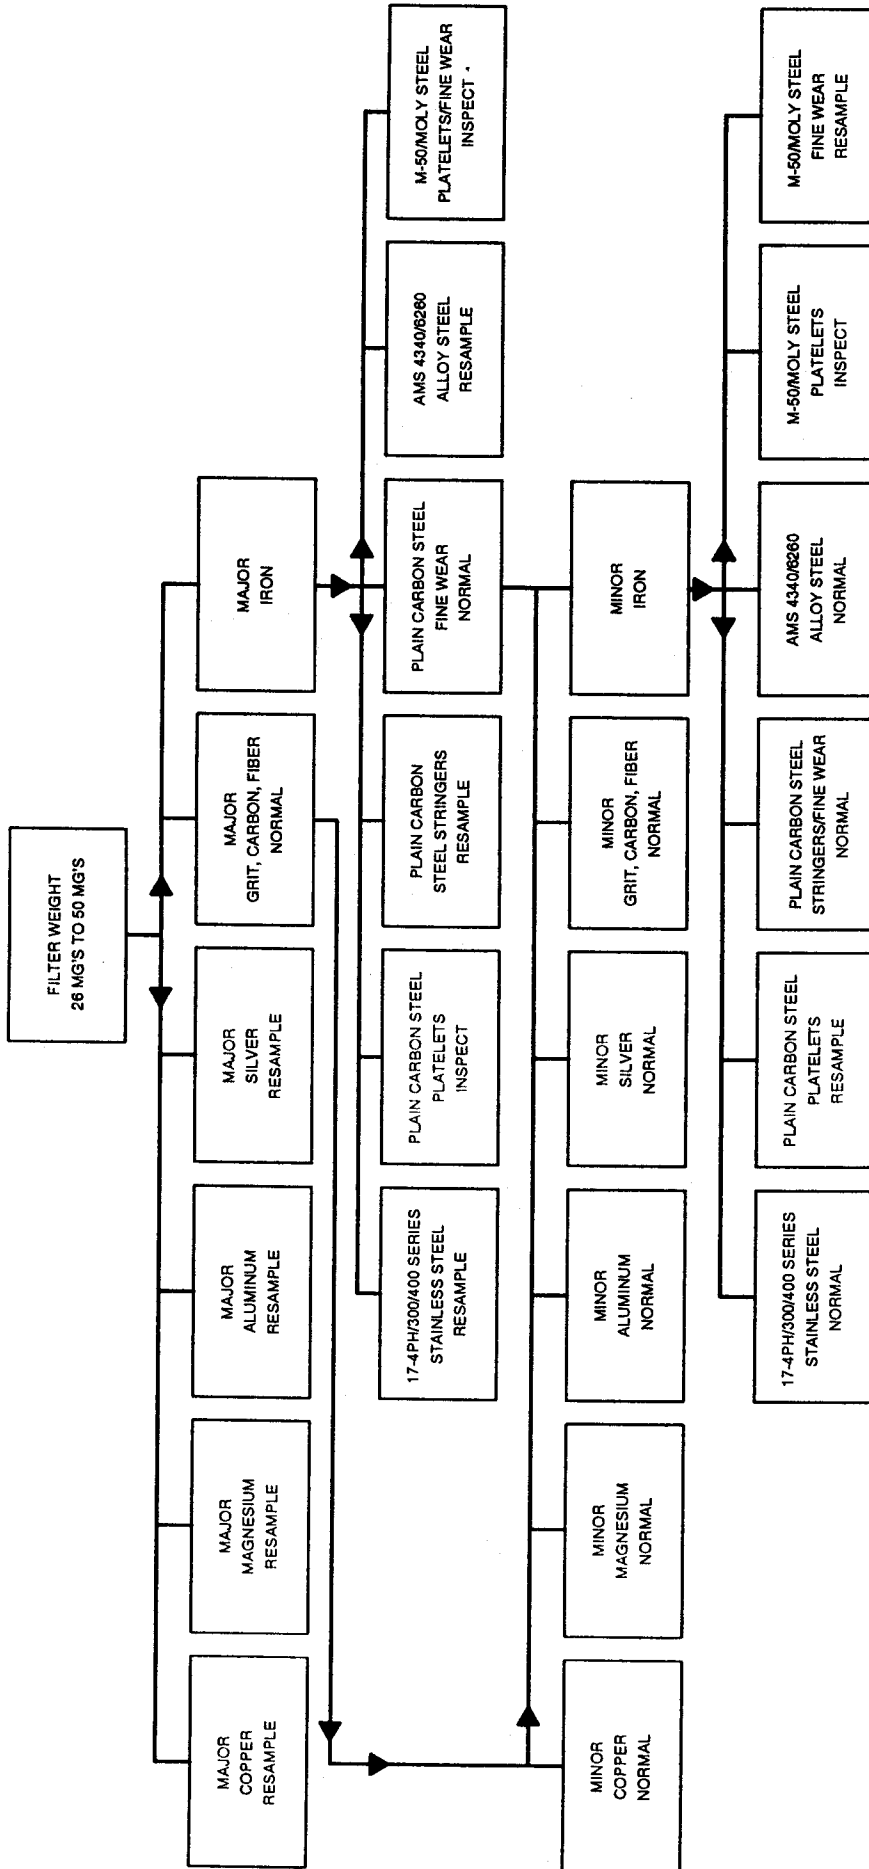 FILTER WEIGHT
26 MG'S TO 50 MG'S
MAJOR
COPPER
RESAMPLE
MAJOR
MAGNESIUM
RESAMPLE
MAJOR
ALUMINUM
RESAMPLE
MAJOR
SILVER
RESAMPLE
MAJOR
GRIT, CARBON, FIBER
NORMAL
MAJOR
IRON
17-4PH/300/400 SERIES
STAINLESS STEEL
RESAMPLE
PLAIN CARBON STEEL
PLATELETS
INSPECT
PLAIN CARBON
STEEL STRINGERS
RESAMPLE
PLAIN CARBON STEEL
FINE WEAR
NORMAL
AMS 4340/6260
ALLOY STEEL
RESAMPLE
M-50/MOLY STEEL
PLATELETS/FINE WEAR
INSPECT
MINOR
COPPER
NORMAL
MINOR
MAGNESIUM
NORMAL
MINOR
ALUMINUM
NORMAL
MINOR
SILVER
NORMAL
MINOR
GRIT, CARBON, FIBER
NORMAL
MINOR
IRON
17-4PH/300/400 SERIES
STAINLESS STEEL
NORMAL
PLAIN CARBON STEEL
PLATELETS
RESAMPLE
PLAIN CARBON STEEL
STRINGERS/FINE WEAR
NORMAL
AMS 4340/6260
ALLOY STEEL
NORMAL
M-50/MOLY STEEL
PLATELETS
INSPECT
M-50/MOLY STEEL
FINE WEAR
RESAMPLE